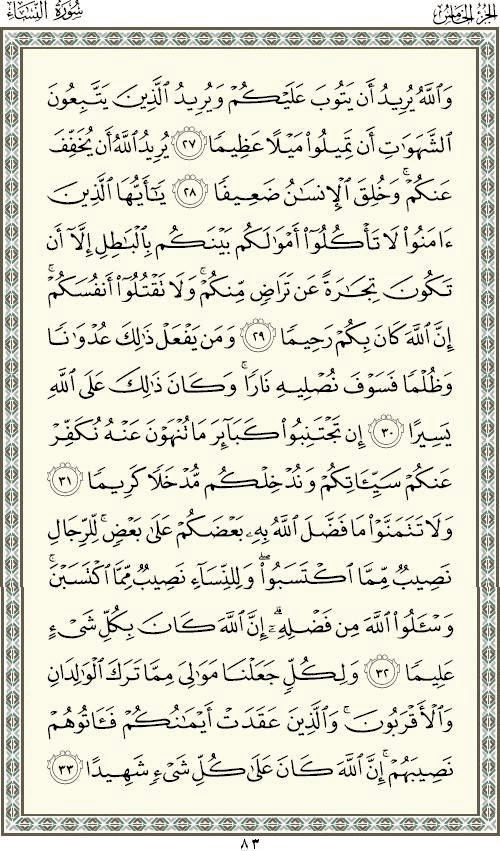 الجزء الخامس
سورة النساء
وَٱللَّهُ يُرِيدُ أَن يَتُوبَ عَلَيْكُمْ وَيُرِيدُ ٱلَّذِينَ يَتَّبِعُونَ
ٱلشَّهَوَٰتِ أَن تَمِيلُوا۟ مَيْلًا عَظِيمًا ٢٧ يُرِيدُ ٱللَّهُ أَن يُخَفِّفَ
عَنكُمْ ۚ وَخُلِقَ ٱلْإِنسَٰنُ ضَعِيفًا ٢٨ يَٰٓأَيُّهَا ٱلَّذِينَ
ءَامَنُوا۟ لَا تَأْكُلُوٓا۟ أَمْوَٰلَكُم بَيْنَكُم بِٱلْبَٰطِلِ إِلَّآ أَن
تَكُونَ تِجَٰرَةً عَن تَرَاضٍ مِّنكُمْ ۚ وَلَا تَقْتُلُوٓا۟ أَنفُسَكُمْ ۚ
إِنَّ ٱللَّهَ كَانَ بِكُمْ رَحِيمًا ٢٩ وَمَن يَفْعَلْ ذَٰلِكَ عُدْوَٰنًا
وَظُلْمًا فَسَوْفَ نُصْلِيهِ نَارًا ۚ وَكَانَ ذَٰلِكَ عَلَى ٱللَّهِ
يَسِيرًا ٣٠ إِن تَجْتَنِبُوا۟ كَبَآئِرَ مَا تُنْهَوْنَ عَنْهُ نُكَفِّرْ
عَنكُمْ سَيِّـَٔاتِكُمْ وَنُدْخِلْكُم مُّدْخَلًا كَرِيمًا ٣١
وَلَا تَتَمَنَّوْا۟ مَا فَضَّلَ ٱللَّهُ بِهِۦ بَعْضَكُمْ عَلَىٰ بَعْضٍ ۚ لِّلرِّجَالِ
نَصِيبٌ مِّمَّا ٱكْتَسَبُوا۟ ۖ وَلِلنِّسَآءِ نَصِيبٌ مِّمَّا ٱكْتَسَبْنَ ۚ
وَسْـَٔلُوا۟ ٱللَّهَ مِن فَضْلِهِۦٓ ۗ إِنَّ ٱللَّهَ كَانَ بِكُلِّ شَىْءٍ
عَلِيمًا ٣٢ وَلِكُلٍّ جَعَلْنَا مَوَٰلِىَ مِمَّا تَرَكَ ٱلْوَٰلِدَانِ
وَٱلْأَقْرَبُونَ ۚ وَٱلَّذِينَ عَقَدَتْ أَيْمَٰنُكُمْ فَـَٔاتُوهُمْ
نَصِيبَهُمْ ۚ إِنَّ ٱللَّهَ كَانَ عَلَىٰ كُلِّ شَىْءٍ شَهِيدًا ٣٣
٨٣